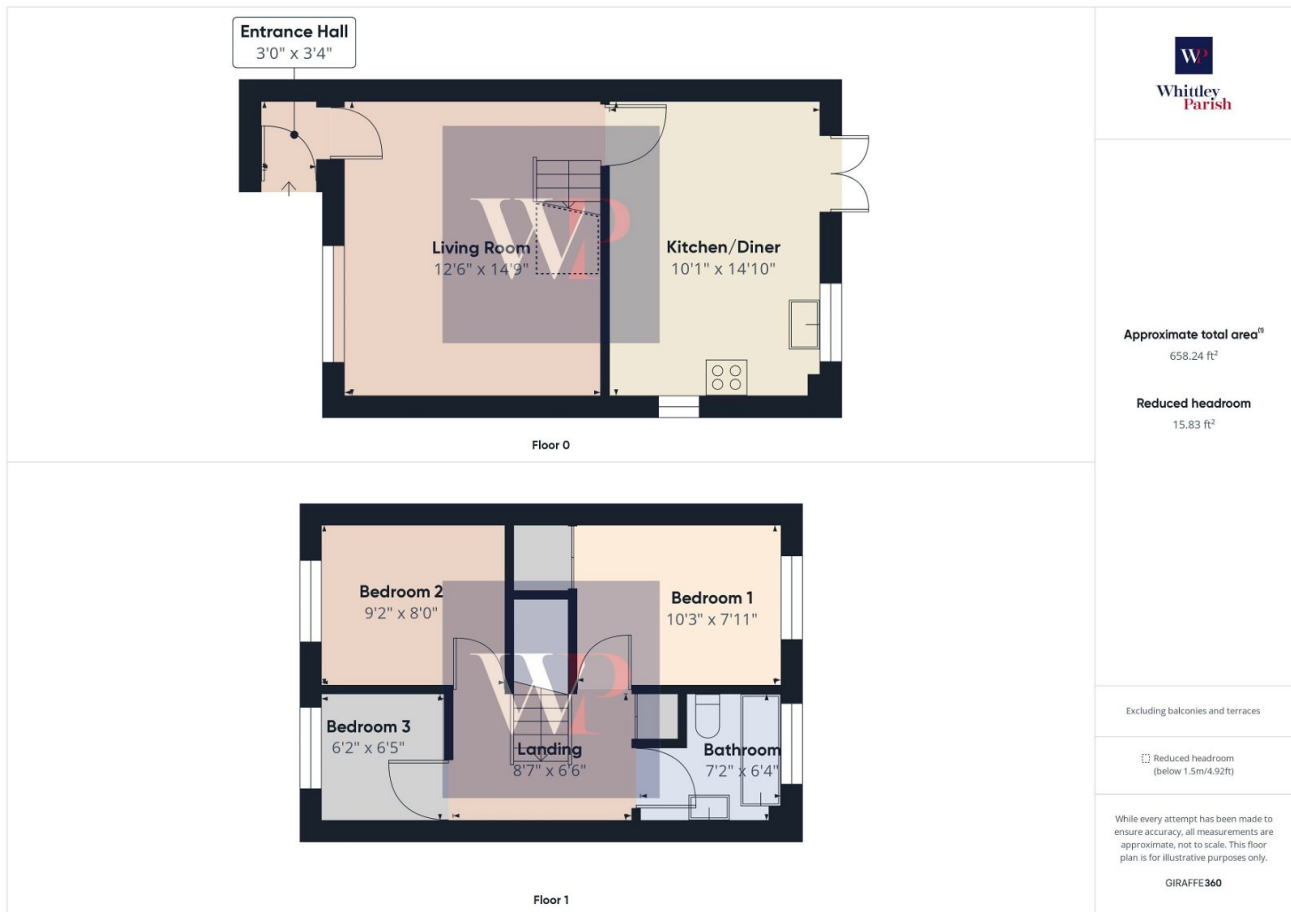 Entrance Hall
3'0" x 3'4"
Living Room
12'6" x 14'9"
Kitchen/Diner
10'1" x 14'10"
WP
Floor 0
Bedroom 2
9'2" x 8'0"
Bedroom 1
10'3" x 7'11"
Bedroom 3
6'2" x 6'5"
Landing
8'7" x 6'6"
Bathroom
7'2" x 6'4"
WP
Floor 1
WP
Whittley
Parish
Approximate total area(1)
658.24 ft²
Reduced headroom
15.83 ft²
Excluding balconies and terraces
Reduced headroom
(below 1.5m/4.92ft)
While every attempt has been made to
ensure accuracy, all measurements are
approximate, not to scale. This floor
plan is for illustrative purposes only.
GIRAFFE360